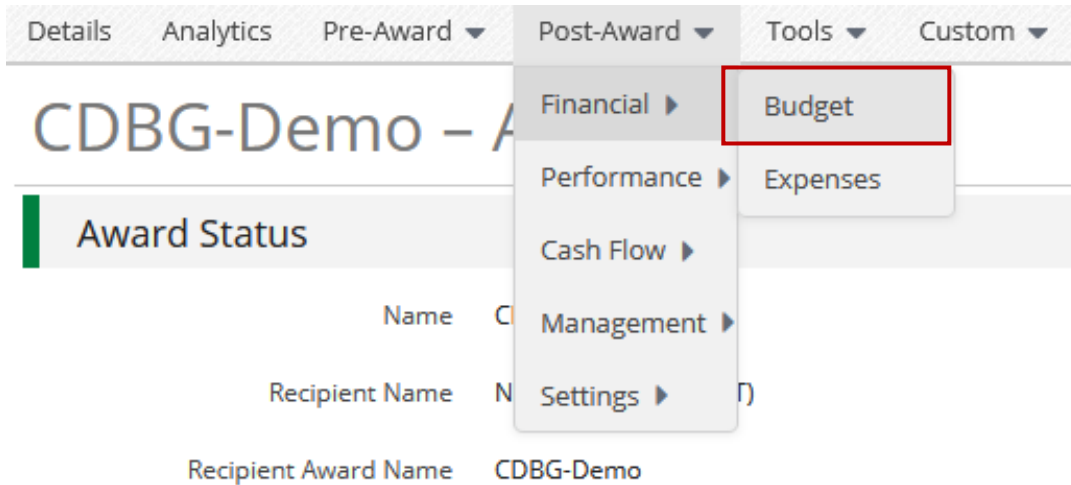 Details Analytics Pre-Award Post-Award Tools Custom
CDBG-Demo –
Financial
Budget
Performance
Expenses
Award Status
Cash Flow
Name
Management
Recipient Name
Settings
Recipient Award Name CDBG-Demo